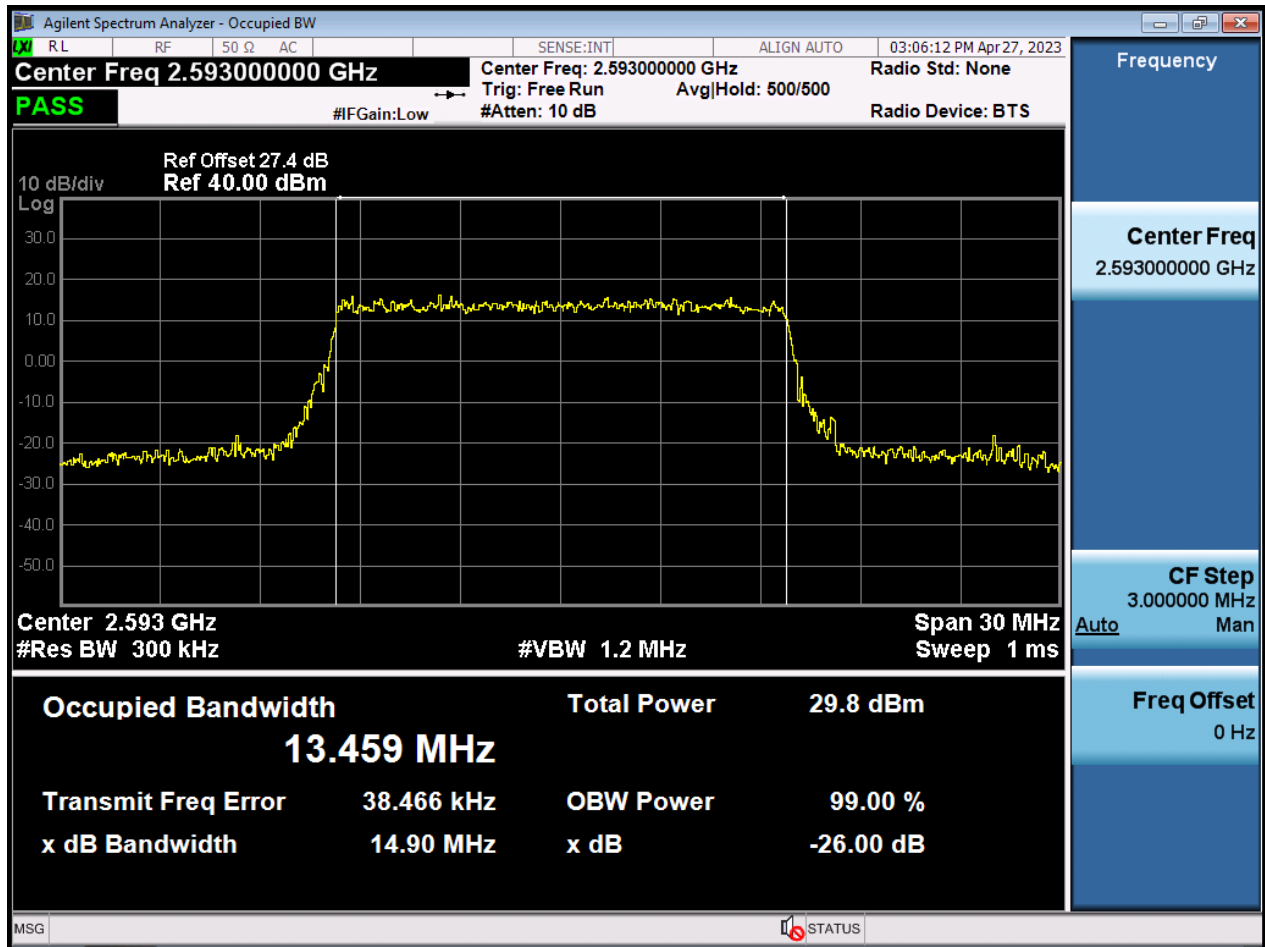 Agilent Spectrum Analyzer - Occupied BW
LXI RL RF 50 Ω AC SENSE:INT ALIGN AUTO 03:06:12 PM Apr 27, 2023
Center Freq 2.593000000 GHz
Center Freq: 2.593000000 GHz
Radio Std: None
Trig: Free Run Avg|Hold: 500/500
PASS
#IFGain:Low
#Atten: 10 dB
Radio Device: BTS
Ref Offset 27.4 dB
10 dB/div Ref 40.00 dBm
Log
30.0
20.0
10.0
0.00
-10.0
-20.0
-30.0
-40.0
-50.0
Center 2.593 GHz Span 30 MHz
#Res BW 300 kHz #VBW 1.2 MHz Sweep 1 ms
Occupied Bandwidth Total Power 29.8 dBm
13.459 MHz
Transmit Freq Error 38.466 kHz OBW Power 99.00 %
x dB Bandwidth 14.90 MHz x dB -26.00 dB
MSG STATUS
Frequency
Center Freq
2.593000000 GHz
CF Step
3.000000 MHz
Auto Man
Freq Offset
0 Hz